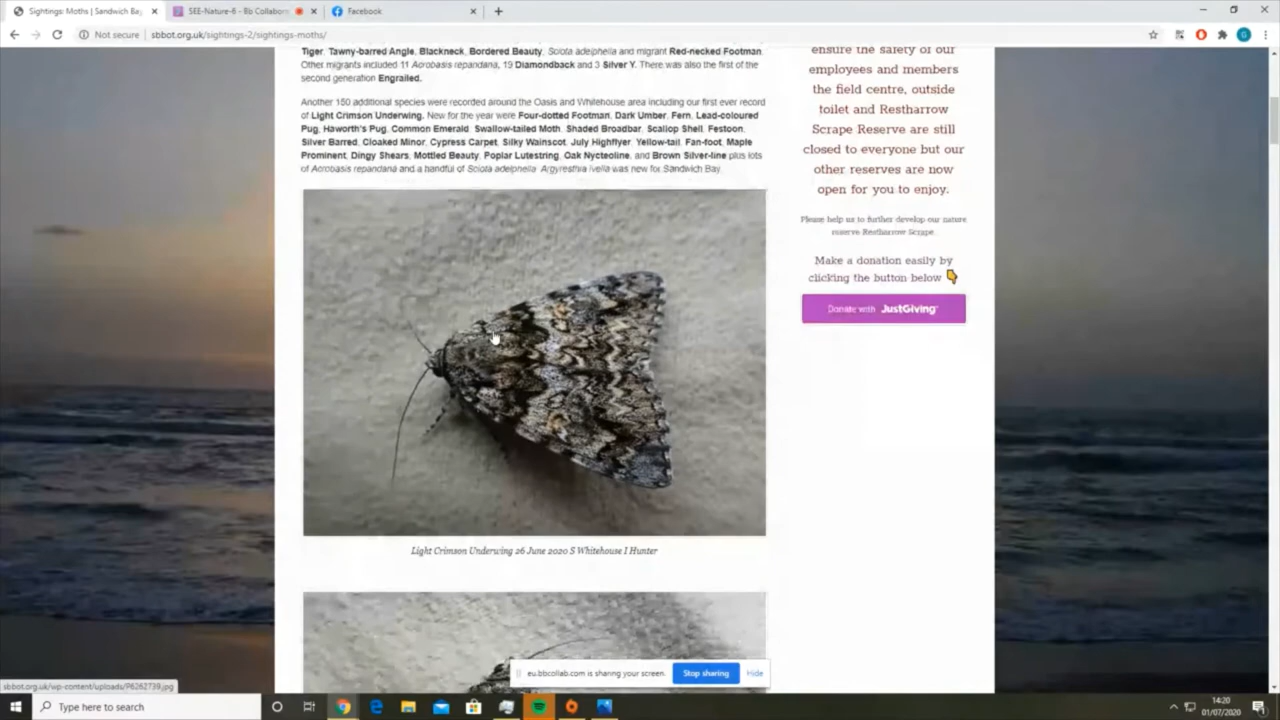 Sightings: Moths | Sandwich Ba
SEE-Nature-6 - Bb Collabora
Facebook
Not secure | sbbot.org.uk/sightings-2/sightings-moths/
Tiger, Tawny-barred Angle, Blackneck, Bordered Beauty, Sciota adelphella and migrant Red-necked Footman.
Other migrants included 11 Acrobasis repandana, 19 Diamondback and 3 Silver Y. There was also the first of the
second generation Engrailed.
Another 150 additional species were recorded around the Oasis and Whitehouse area including our first ever record
of Light Crimson Underwing. New for the year were Four-dotted Footman, Dark Umber, Fern, Lead-coloured
Pug, Haworth's Pug, Common Emerald, Swallow-tailed Moth, Shaded Broadbar, Scallop Shell, Festoon,
Silver Barred, Cloaked Minor, Cypress Carpet, Silky Wainscot, July Highflyer, Yellow-tail, Fan-foot, Maple
Prominent, Dingy Shears, Mottled Beauty, Poplar Lutestring, Oak Nycteoline, and Brown Silver-line plus lots
of Acrobasis repandana and a handful of Sciota adelphella Argyresthia ivella was new for Sandwich Bay.
Light Crimson Underwing 26 June 2020 S Whitehouse I Hunter
ensure the safety of our
employees and members
the field centre, outside
toilet and Restharrow
Scrape Reserve are still
closed to everyone but our
other reserves are now
open for you to enjoy.
Please help us to further develop our nature
reserve Restharrow Scrape.
Make a donation easily by
clicking the button below
Donate with JustGiving
eu.bbcollab.com is sharing your screen.
Stop sharing
Hide
sbbot.org.uk/wp-content/uploads/P6262739.jpg
Type here to search
14:20
01/07/2020